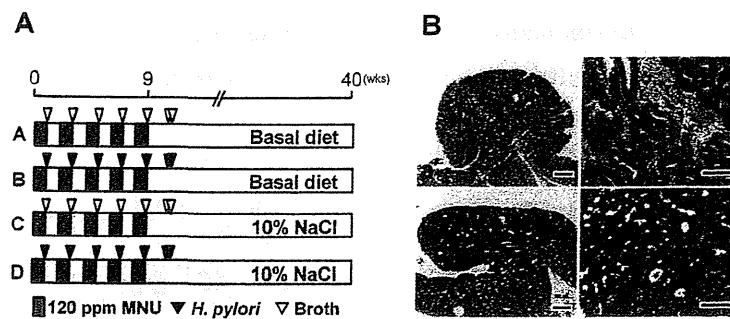 A
B
0
9
40(wks)
A
Basal diet
B
Basal diet
C
10% NaCl
D
10% NaCl
120 ppm MNU H. pylori Broth